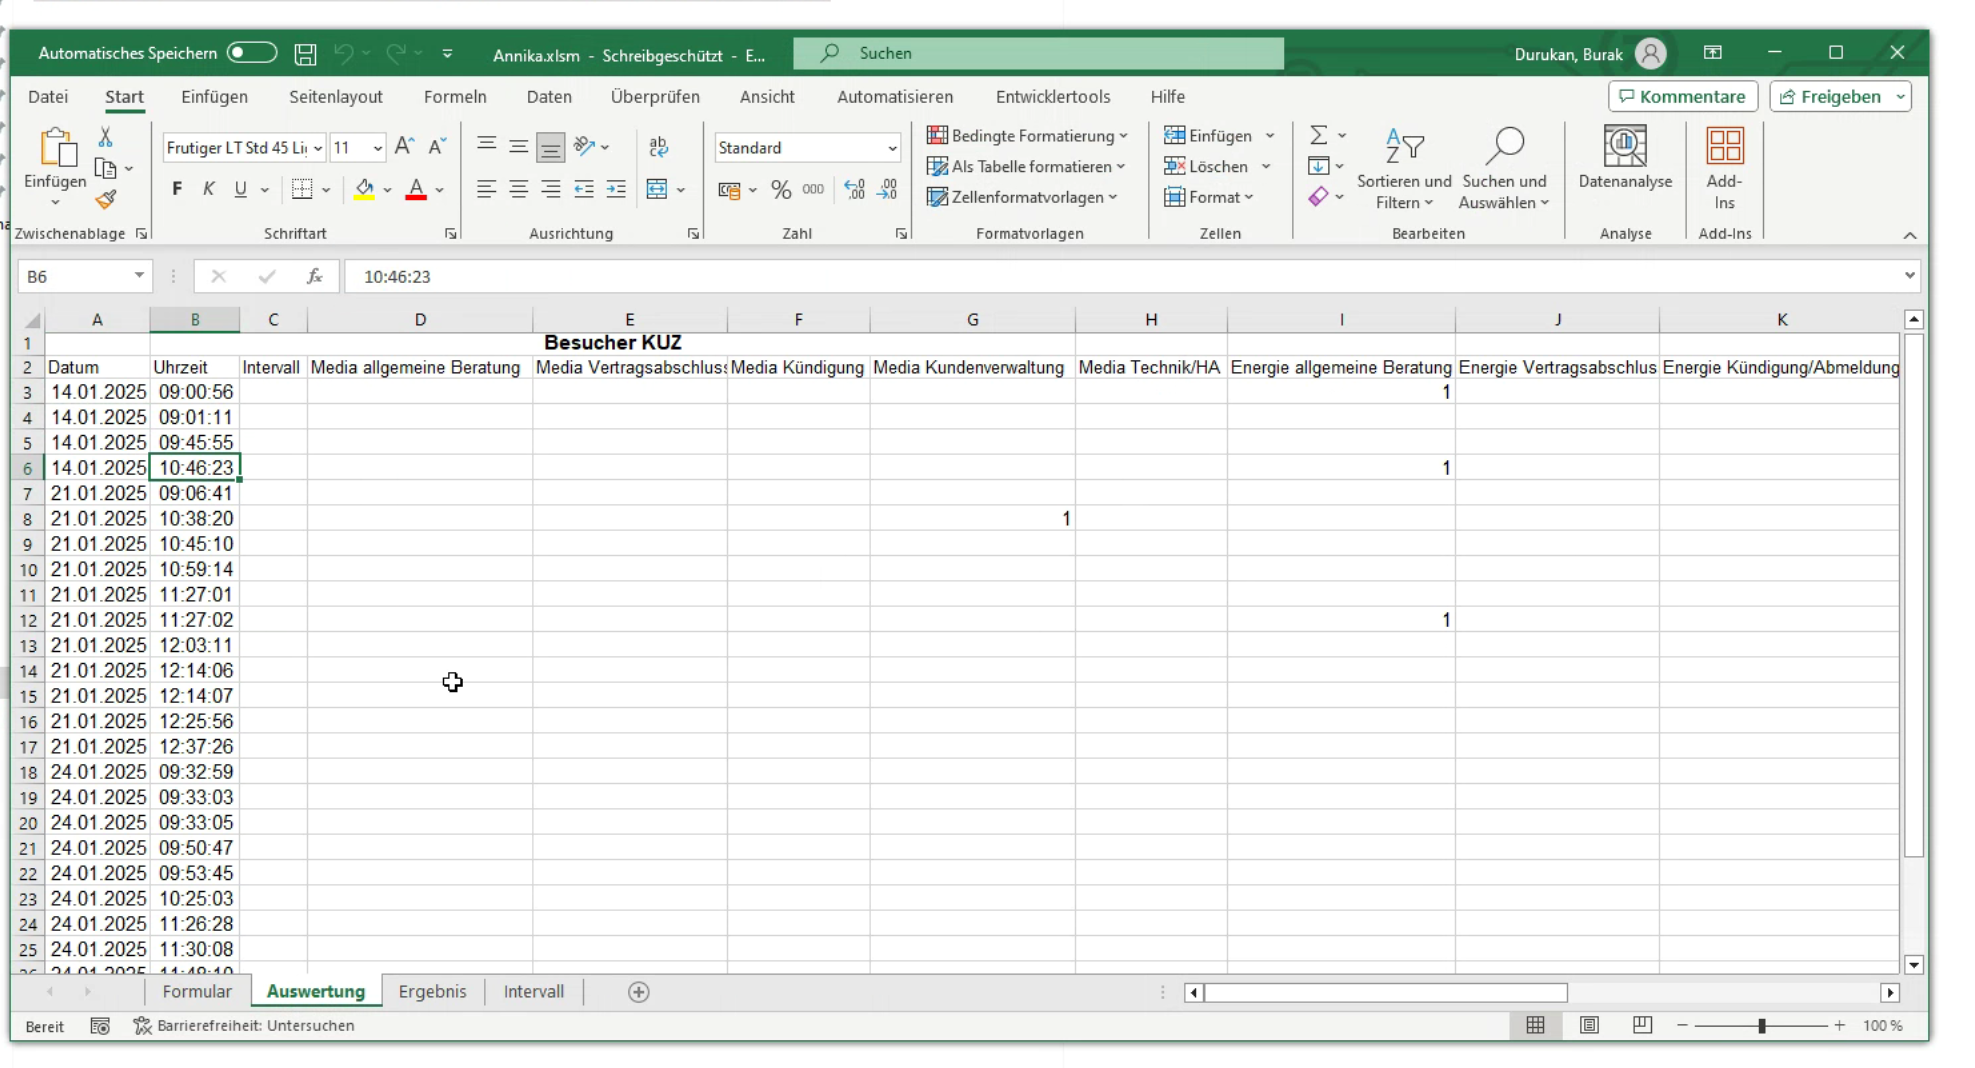 Automatisches Speichern Annika.xlsm - Schreibgeschützt - E... Suchen Durukan, Burak
Datei Start Einfügen Seitenlayout Formeln Daten Überprüfen Ansicht Automatisieren Entwicklertools Hilfe Kommentare Freigeben
Frutiger LT Std 45 Li 11 Standard Bedingte Formatierung Einfügen
Als Tabelle formatieren Löschen
Einfügen F K U % 000 Zellenformatvorlagen Format Sortieren und Filtern Suchen und Auswählen Datenanalyse Add-Ins
Zwischenablage Schriftart Ausrichtung Zahl Formatvorlagen Zellen Bearbeiten Analyse Add-Ins
B6 fx 10:46:23
A B C D E F G H I J K
1 Besucher KUZ
2 Datum Uhrzeit Intervall Media allgemeine Beratung Media Vertragsabschluss Media Kündigung Media Kundenverwaltung Media Technik/HA Energie allgemeine Beratung Energie Vertragsabschlus Energie Kündigung/Abmeldung
3 14.01.2025 09:00:56 1
4 14.01.2025 09:01:11
5 14.01.2025 09:45:55
6 14.01.2025 10:46:23 1
7 21.01.2025 09:06:41
8 21.01.2025 10:38:20 1
9 21.01.2025 10:45:10
10 21.01.2025 10:59:14
11 21.01.2025 11:27:01
12 21.01.2025 11:27:02 1
13 21.01.2025 12:03:11
14 21.01.2025 12:14:06
15 21.01.2025 12:14:07
16 21.01.2025 12:25:56
17 21.01.2025 12:37:26
18 24.01.2025 09:32:59
19 24.01.2025 09:33:03
20 24.01.2025 09:33:05
21 24.01.2025 09:50:47
22 24.01.2025 09:53:45
23 24.01.2025 10:25:03
24 24.01.2025 11:26:28
25 24.01.2025 11:30:08
Formular Auswertung Ergebnis Intervall
Bereit Barrierefreiheit: Untersuchen 100 %